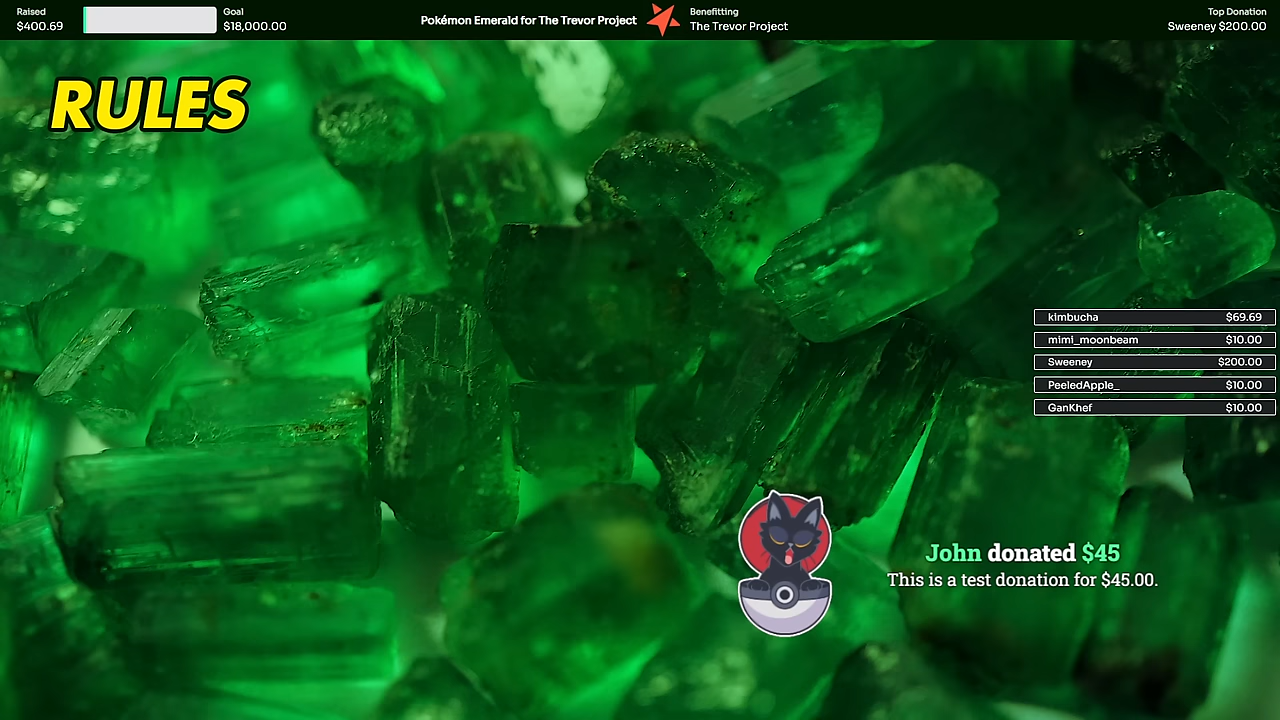 Raised
$400.69
Goal
$18,000.00
Pokémon Emerald for The Trevor Project
Benefitting
The Trevor Project
Top Donation
Sweeney $200.00
RULES
kimbucha $69.69
mimi_moonbeam $10.00
Sweeney $200.00
PeeledApple_ $10.00
GanKhef $10.00
John donated $45
This is a test donation for $45.00.